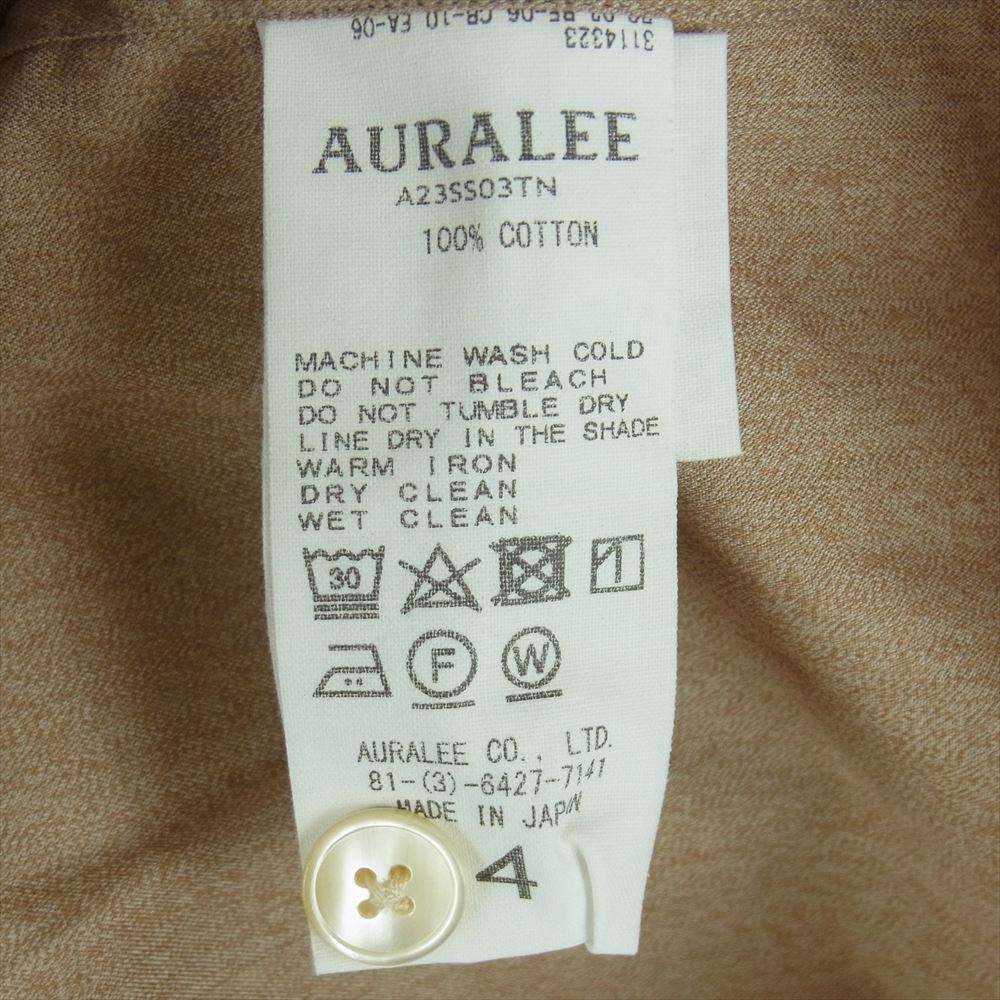 3114323
AURALEE
A23SS03TN
100% COTTON
MACHINE WASH COLD
DO NOT BLEACH
DO NOT TUMBLE DRY
LINE DRY IN THE SHADE
WARM IRON
DRY CLEAN
WET CLEAN
30
F W
AURALEE CO., LTD.
81-(3)-6427-7141
MADE IN JAPAN
4